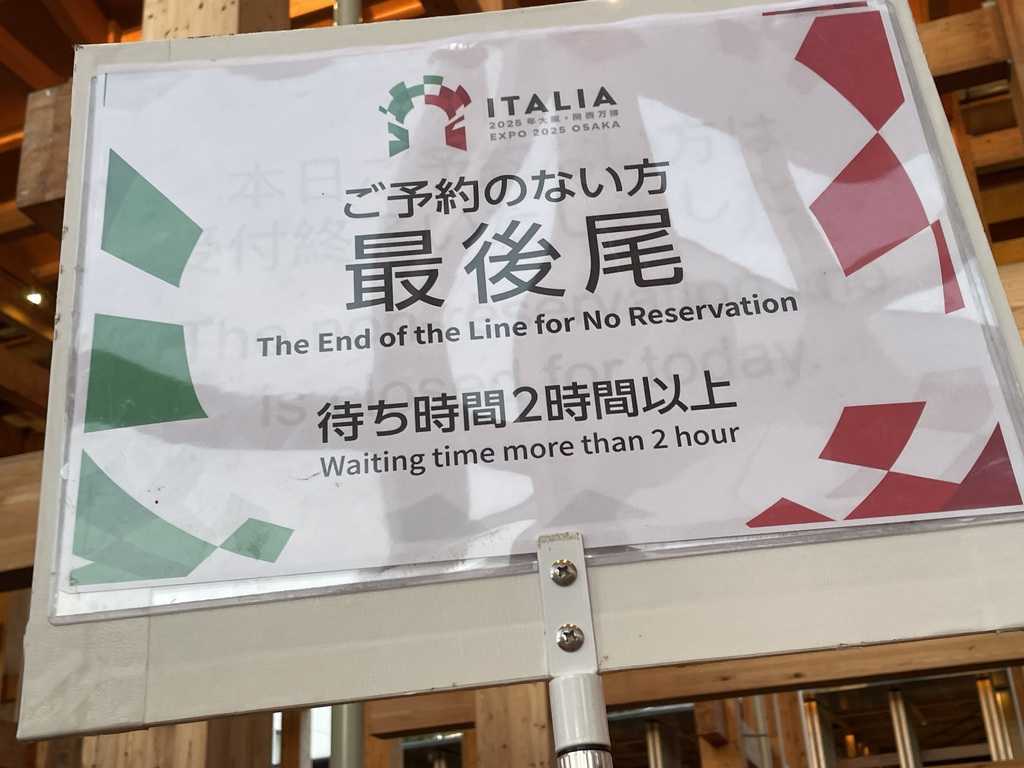 ITALIA
2025年大阪・関西万博
EXPO 2025 OSAKA
ご予約のない方
最後尾
The End of the Line for No Reservation
待ち時間2時間以上
Waiting time more than 2 hour